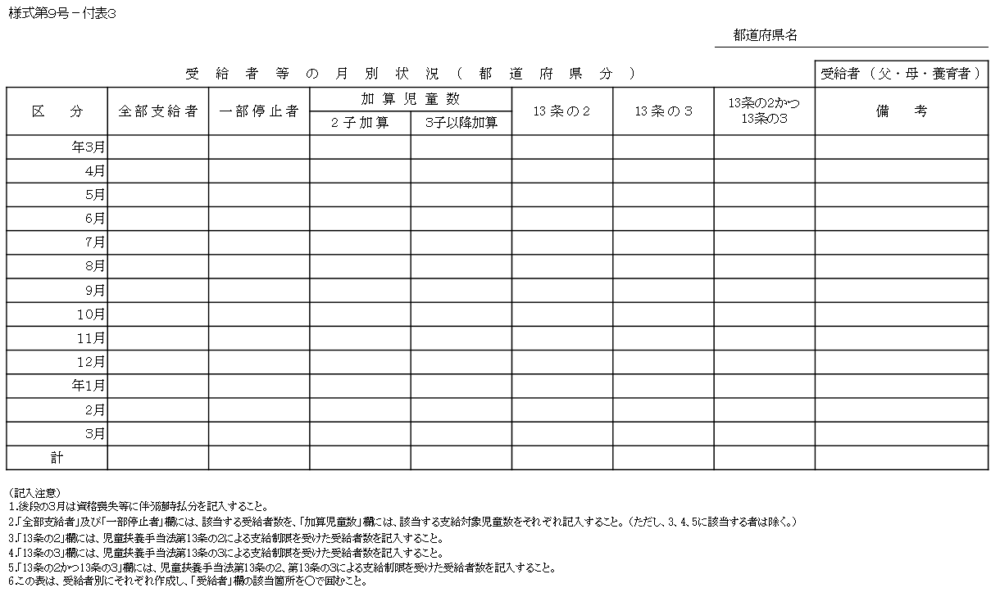 様式第9号－付表3
都道府県名
受給者等の月別状況（都道府県分）
受給者（父・母・養育者）
区　分
全部支給者
一部停止者
加算児童数
2子加算
3子以降加算
13条の2
13条の3
13条の2かつ
13条の3
備　考
年3月
4月
5月
6月
7月
8月
9月
10月
11月
12月
年1月
2月
3月
計
（記入注意）
1.後段の3月は資格喪失等に伴う随時払分を記入すること。
2.「全部支給者」及び「一部停止者」欄には、該当する受給者数を、「加算児童数」欄には、該当する支給対象児童数をそれぞれ記入すること。（ただし、3、4、5に該当する者は除く。）
3.「13条の2」欄には、児童扶養手当法第13条の2による支給制限を受けた受給者数を記入すること。
4.「13条の3」欄には、児童扶養手当法第13条の3による支給制限を受けた受給者数を記入すること。
5.「13条の2かつ13条の3」欄には、児童扶養手当法第13条の2、第13条の3による支給制限を受けた受給者数を記入すること。
6.この表は、受給者別にそれぞれ作成し、「受給者」欄の該当箇所を○で囲むこと。